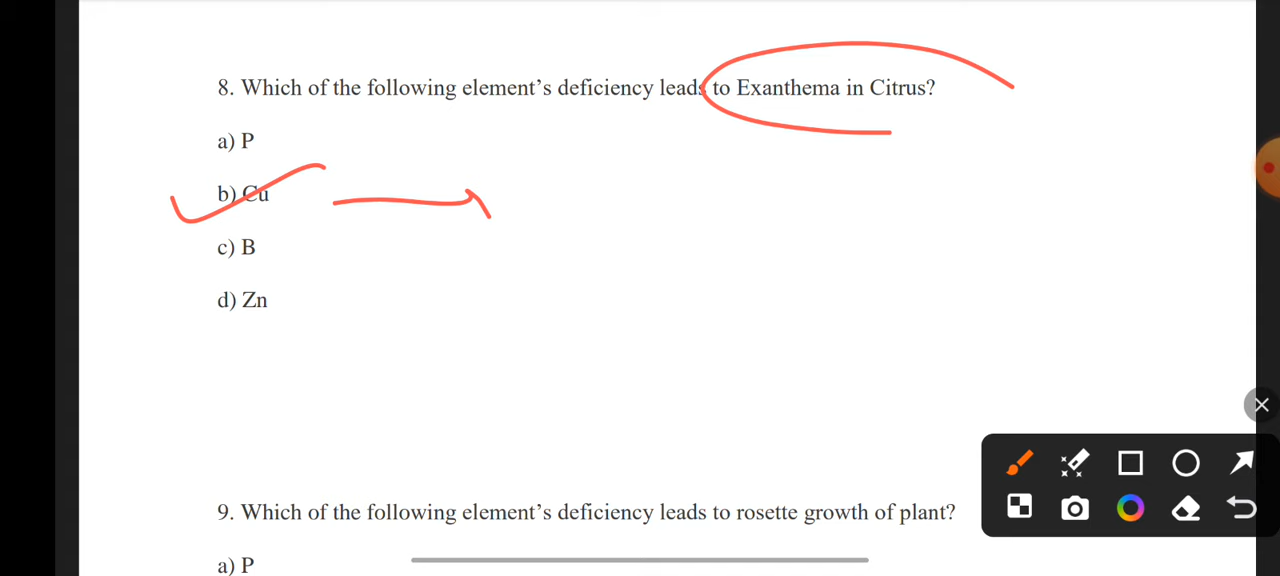 8. Which of the following element’s deficiency leads to Exanthema in Citrus?
a) P
b) Cu
c) B
d) Zn
9. Which of the following element’s deficiency leads to rosette growth of plant?
a) P